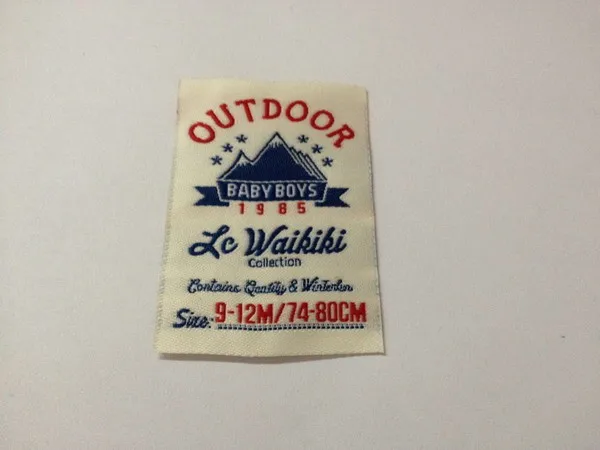 OUTDOOR
BABY BOYS
1985
Lc Waikiki
Collection
Contains Quality & Winterfun
Size: 9-12M/74-80CM